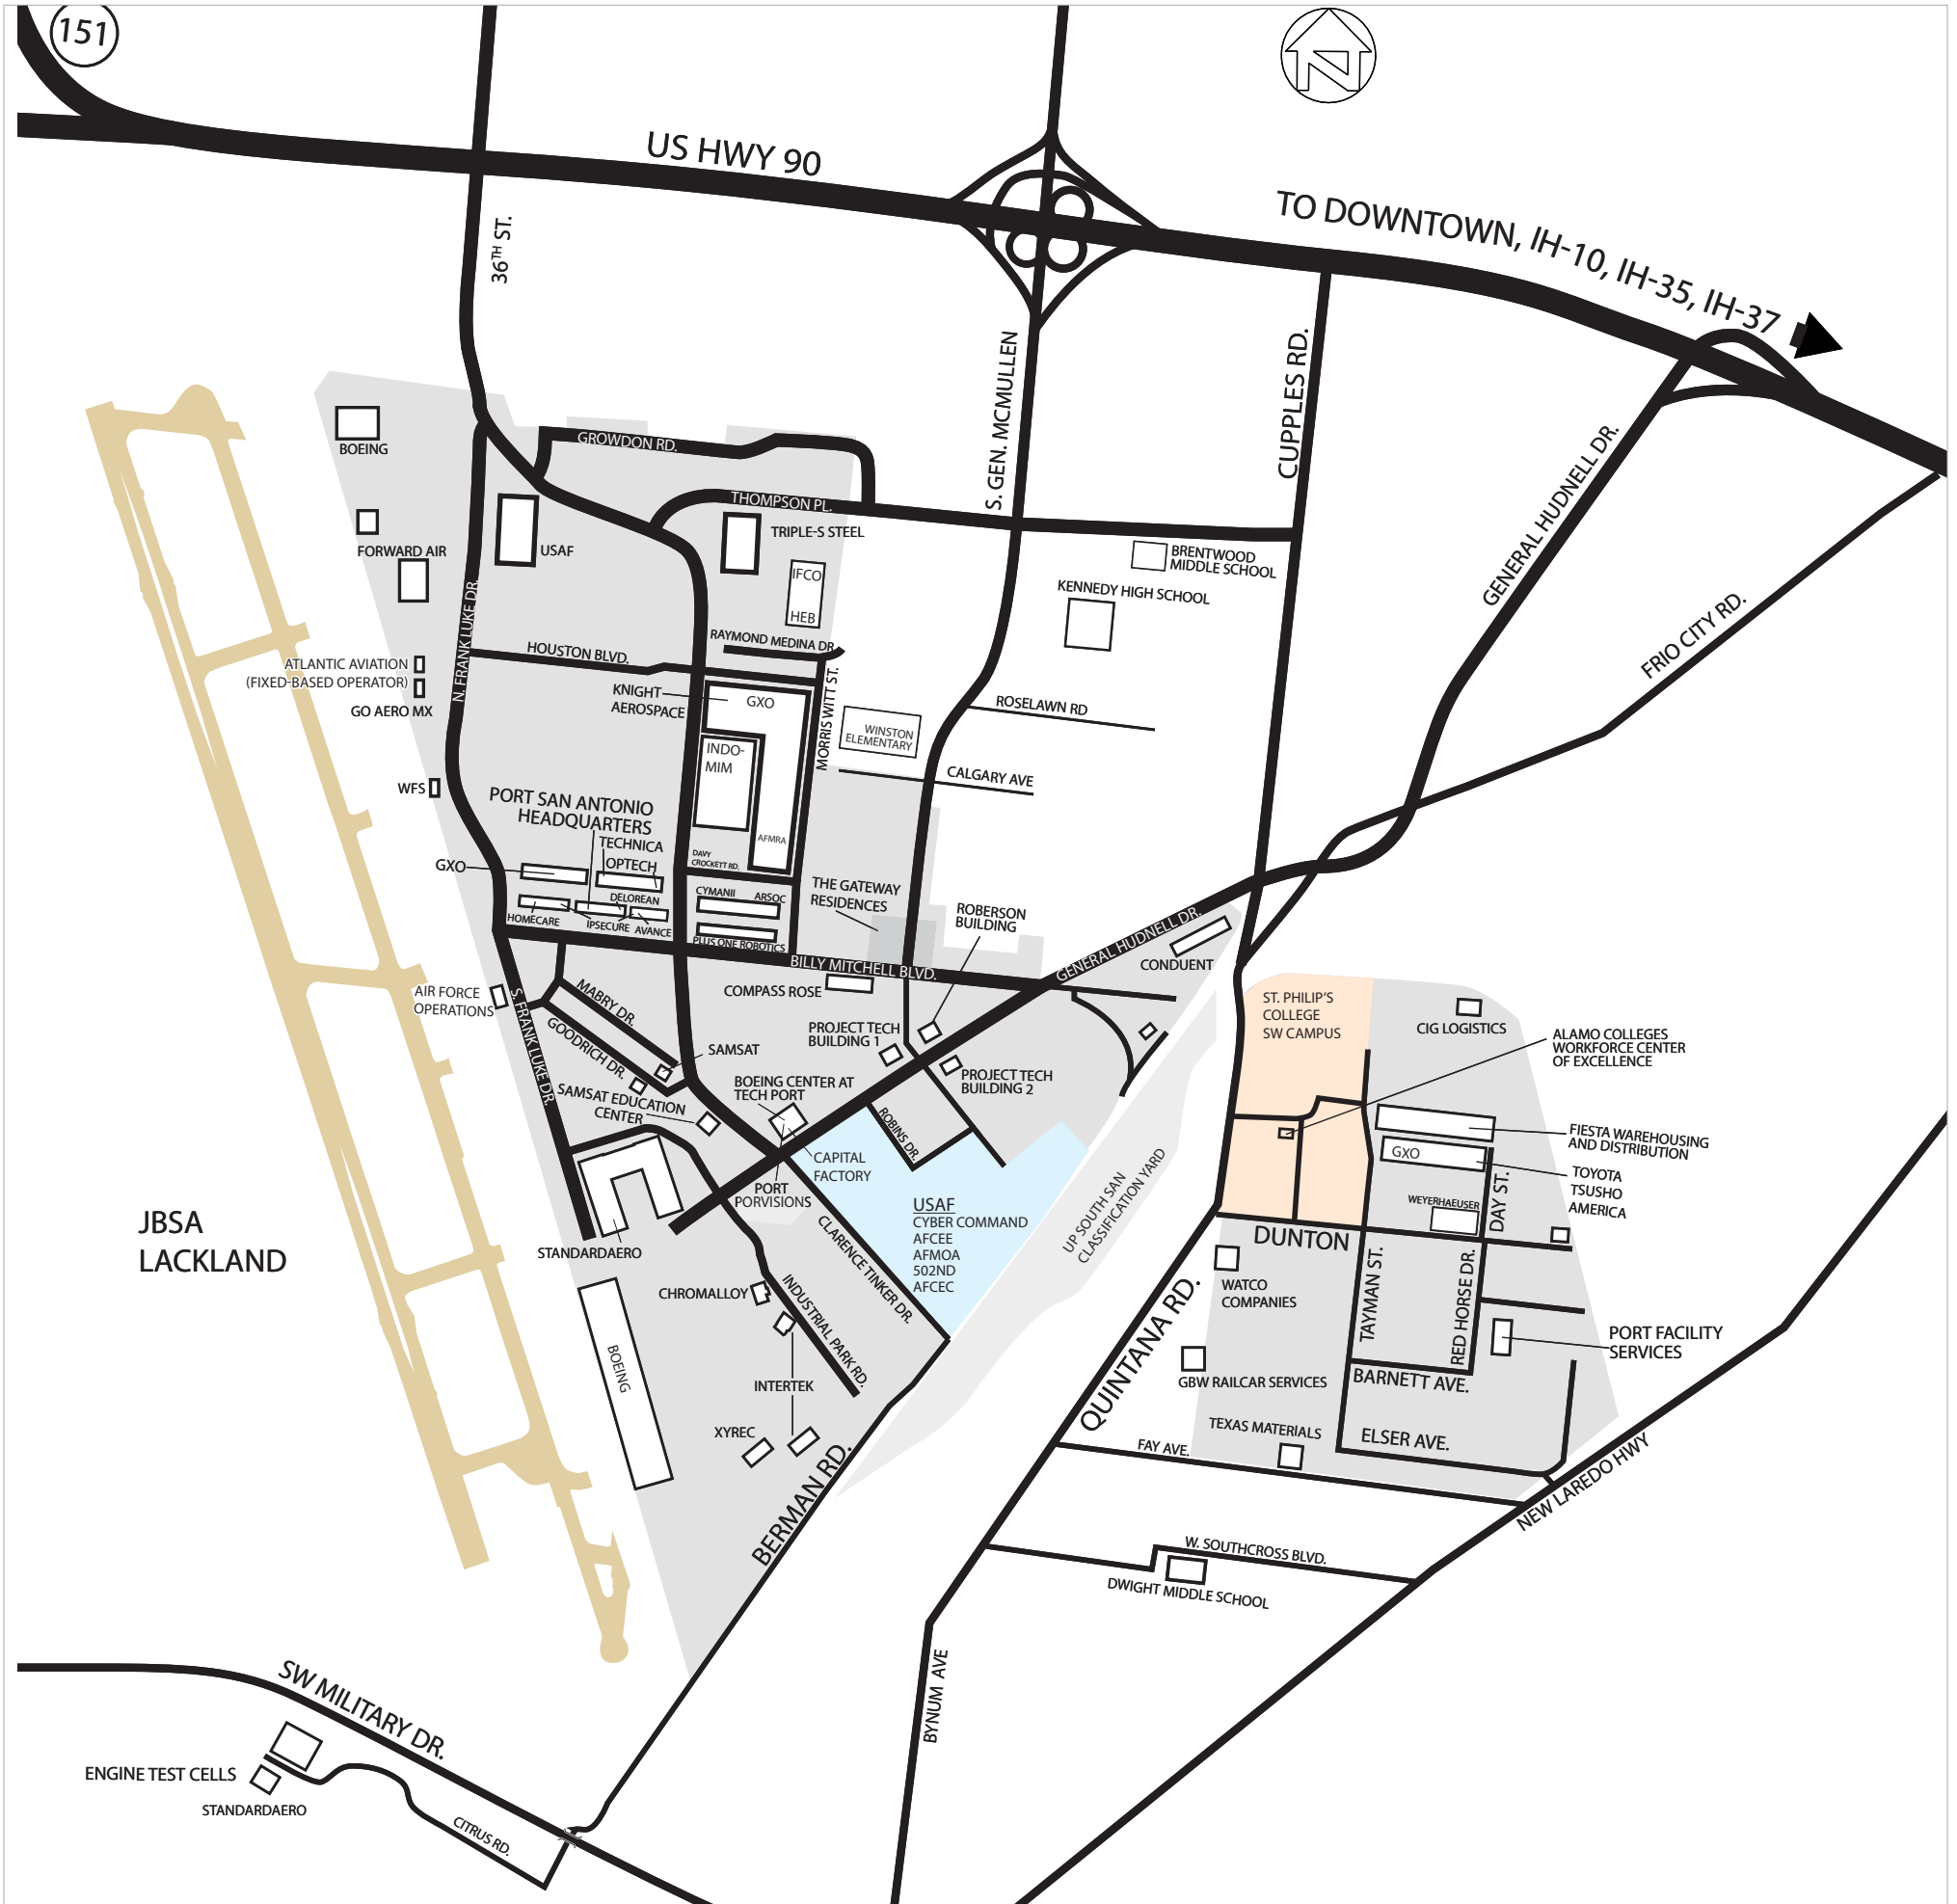 151
N
US HWY 90
TO DOWNTOWN, IH-10, IH-35, IH-37
36TH ST.
S. GEN. MCMULLEN
CUPPLES RD.
GENERAL HUDNELL DR.
FRIO CITY RD.
BOEING
GROWDON RD.
THOMPSON PL.
FORWARD AIR
USAF
TRIPLE-S STEEL
IFCO
HEB
BRENTWOOD
MIDDLE SCHOOL
KENNEDY HIGH SCHOOL
N. FRANK LUKE DR.
RAYMOND MEDINA DR
HOUSTON BLVD.
ATLANTIC AVIATION
(FIXED-BASED OPERATOR)
GO AERO MX
KNIGHT
AEROSPACE
GXO
MORRIS WITT ST.
WINSTON
ELEMENTARY
ROSELAWN RD
INDO-
MIM
CALGARY AVE
WFS
PORT SAN ANTONIO
HEADQUARTERS
TECHNICA
OPTECH
GXO
AFMRA
DAVY
CROCKETT RD.
DELOREAN
HOMECARE
IPSECURE
AVANCE
CYMANII
ARSOC
PLUS ONE ROBOTICS
THE GATEWAY
RESIDENCES
ROBERSON
BUILDING
GENERAL HUDNELL DR.
CONDUENT
BILLY MITCHELL BLVD.
COMPASS ROSE
AIR FORCE
OPERATIONS
S. FRANK LUKE DR.
MABRY DR.
GOODRICH DR.
SAMSAT
SAMSAT EDUCATION
CENTER
PROJECT TECH
BUILDING 1
PROJECT TECH
BUILDING 2
BOEING CENTER AT
TECH PORT
ROBINS DR.
CAPITAL
FACTORY
PORT
PORVISIONS
ST. PHILIP'S
COLLEGE
SW CAMPUS
CIG LOGISTICS
ALAMO COLLEGES
WORKFORCE CENTER
OF EXCELLENCE
FIESTA WAREHOUSING
AND DISTRIBUTION
GXO
TOYOTA
TSUSHO
AMERICA
WEYERHAEUSER
DAY ST.
DUNTON
JBSA
LACKLAND
STANDARDAERO
USAF
CYBER COMMAND
AFCEE
AFMOA
502ND
AFCEC
UP SOUTH SAN
CLASSIFICATION YARD
CLARENCE TINKER DR.
CHROMALLOY
INDUSTRIAL PARK RD.
BOEING
INTERTEK
XYREC
BERMAN RD.
QUINTANA RD.
WATCO
COMPANIES
TAYMAN ST.
RED HORSE DR.
PORT FACILITY
SERVICES
GBW RAILCAR SERVICES
BARNETT AVE.
TEXAS MATERIALS
ELSER AVE.
FAY AVE.
NEW LAREDO HWY
W. SOUTHCROSS BLVD.
DWIGHT MIDDLE SCHOOL
BYNUM AVE
SW MILITARY DR.
ENGINE TEST CELLS
STANDARDAERO
CITRUS RD.